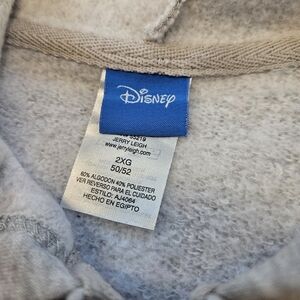 Disney
55219
JERRY LEIGH
www.jerryleigh.com
2XG
50/52
60% ALGODON 40% POLIESTER
VER REVERSO PARA EL CUIDADO
ESTILO: AJ4064
HECHO EN EGIPTO